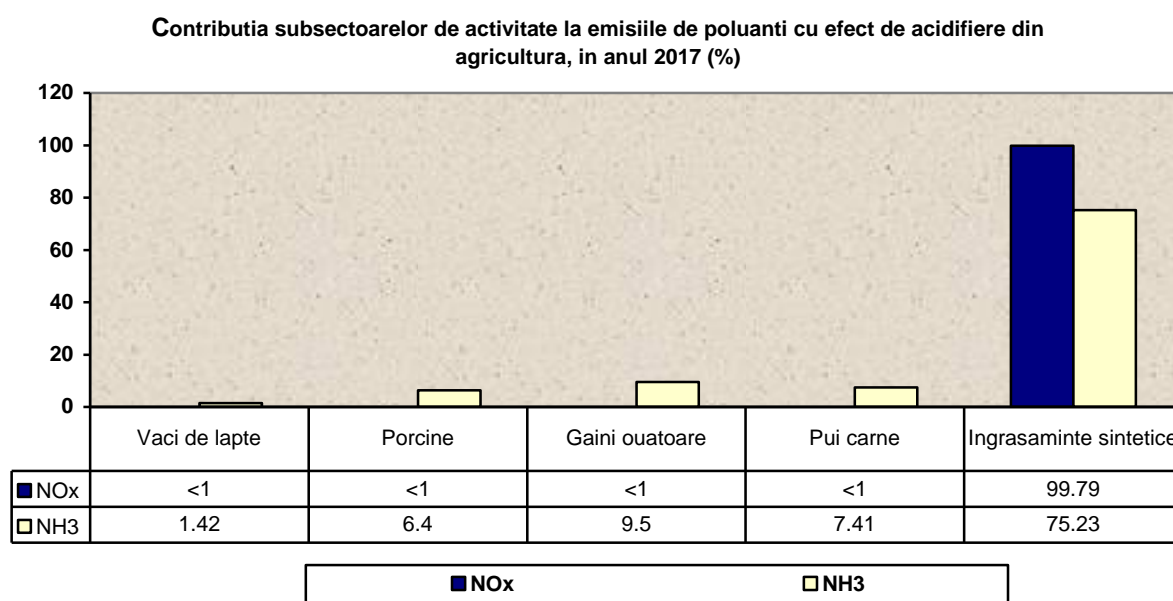 Contributia subsectoarelor de activitate la emisiile de poluanti cu efect de acidifiere din
agricultura, in anul 2017 (%)
120
100
80
60
40
20
0
Vaci de lapte Porcine Gaini ouatoare Pui carne Ingrasaminte sintetice
NOx <1 <1 <1 <1 99.79
NH3 1.42 6.4 9.5 7.41 75.23
NOx NH3